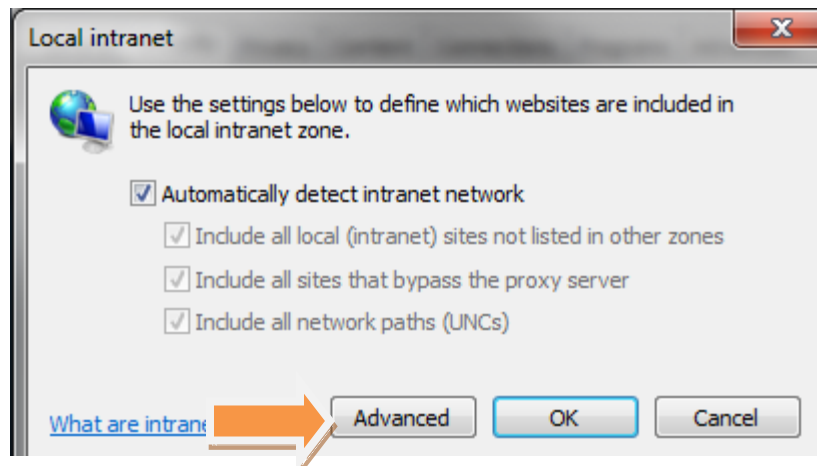 Local intranet
Use the settings below to define which websites are included in
the local intranet zone.
Automatically detect intranet network
Include all local (intranet) sites not listed in other zones
Include all sites that bypass the proxy server
Include all network paths (UNCs)
What are
Advanced
OK
Cancel